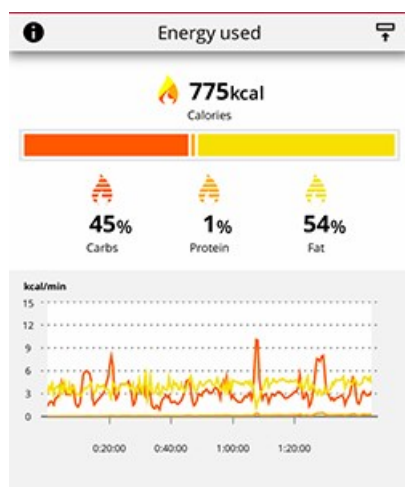 Energy used
775kcal
Calories
45% 1% 54%
Carbs Protein Fat
kcal/min
15
12
9
6
3
0
0:20:00 0:40:00 1:00:00 1:20:00